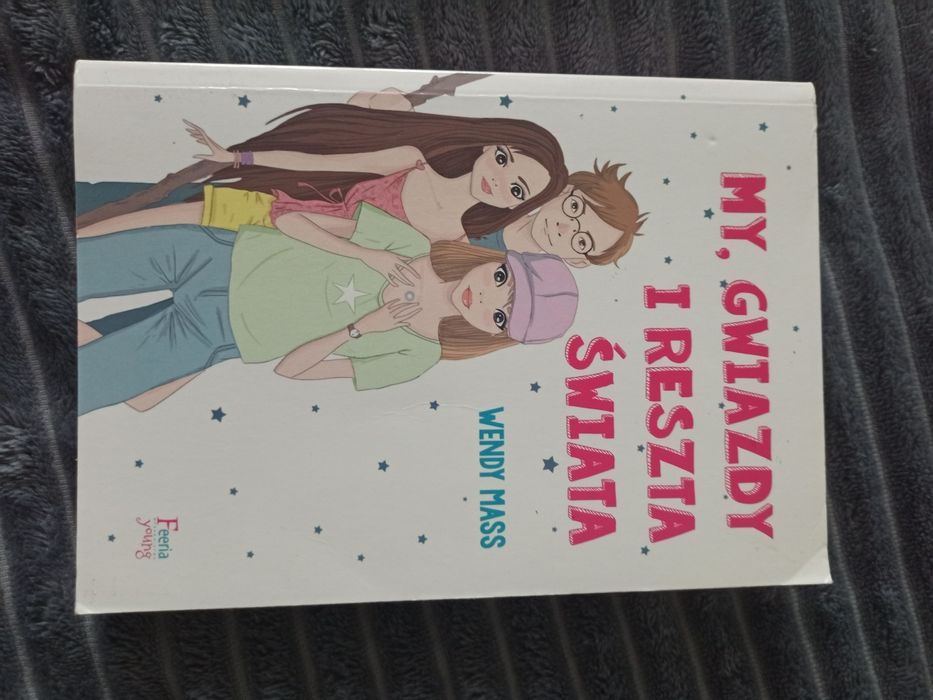 MY, GWIAZDY
I RESZTA
ŚWIATA
WENDY MASS
Feeria
young